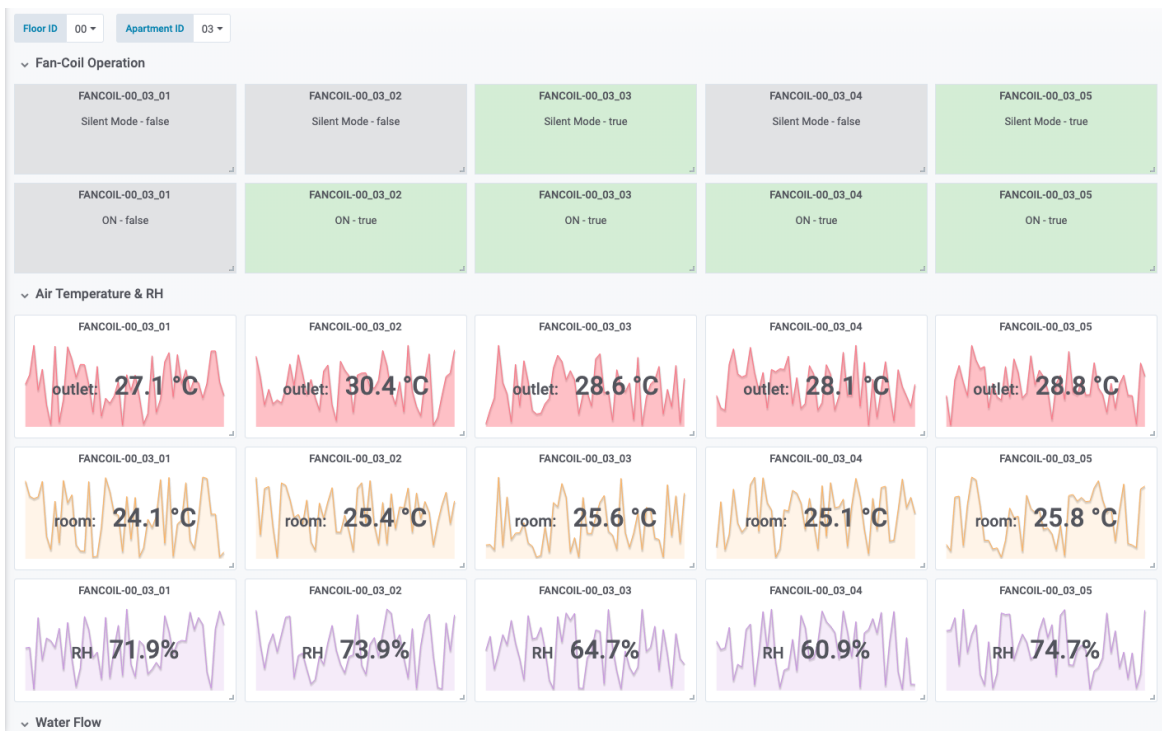 Floor ID 00 Apartment ID 03
Fan-Coil Operation
FANCOIL-00_03_01 FANCOIL-00_03_02 FANCOIL-00_03_03 FANCOIL-00_03_04 FANCOIL-00_03_05
Silent Mode - false Silent Mode - false Silent Mode - true Silent Mode - false Silent Mode - true
FANCOIL-00_03_01 FANCOIL-00_03_02 FANCOIL-00_03_03 FANCOIL-00_03_04 FANCOIL-00_03_05
ON - false ON - true ON - true ON - true ON - true
Air Temperature & RH
FANCOIL-00_03_01 FANCOIL-00_03_02 FANCOIL-00_03_03 FANCOIL-00_03_04 FANCOIL-00_03_05
outlet: 27.1 °C outlet: 30.4 °C outlet: 28.6 °C outlet: 28.1 °C outlet: 28.8 °C
FANCOIL-00_03_01 FANCOIL-00_03_02 FANCOIL-00_03_03 FANCOIL-00_03_04 FANCOIL-00_03_05
room: 24.1 °C room: 25.4 °C room: 25.6 °C room: 25.1 °C room: 25.8 °C
FANCOIL-00_03_01 FANCOIL-00_03_02 FANCOIL-00_03_03 FANCOIL-00_03_04 FANCOIL-00_03_05
RH 71.9% RH 73.9% RH 64.7% RH 60.9% RH 74.7%
Water Flow